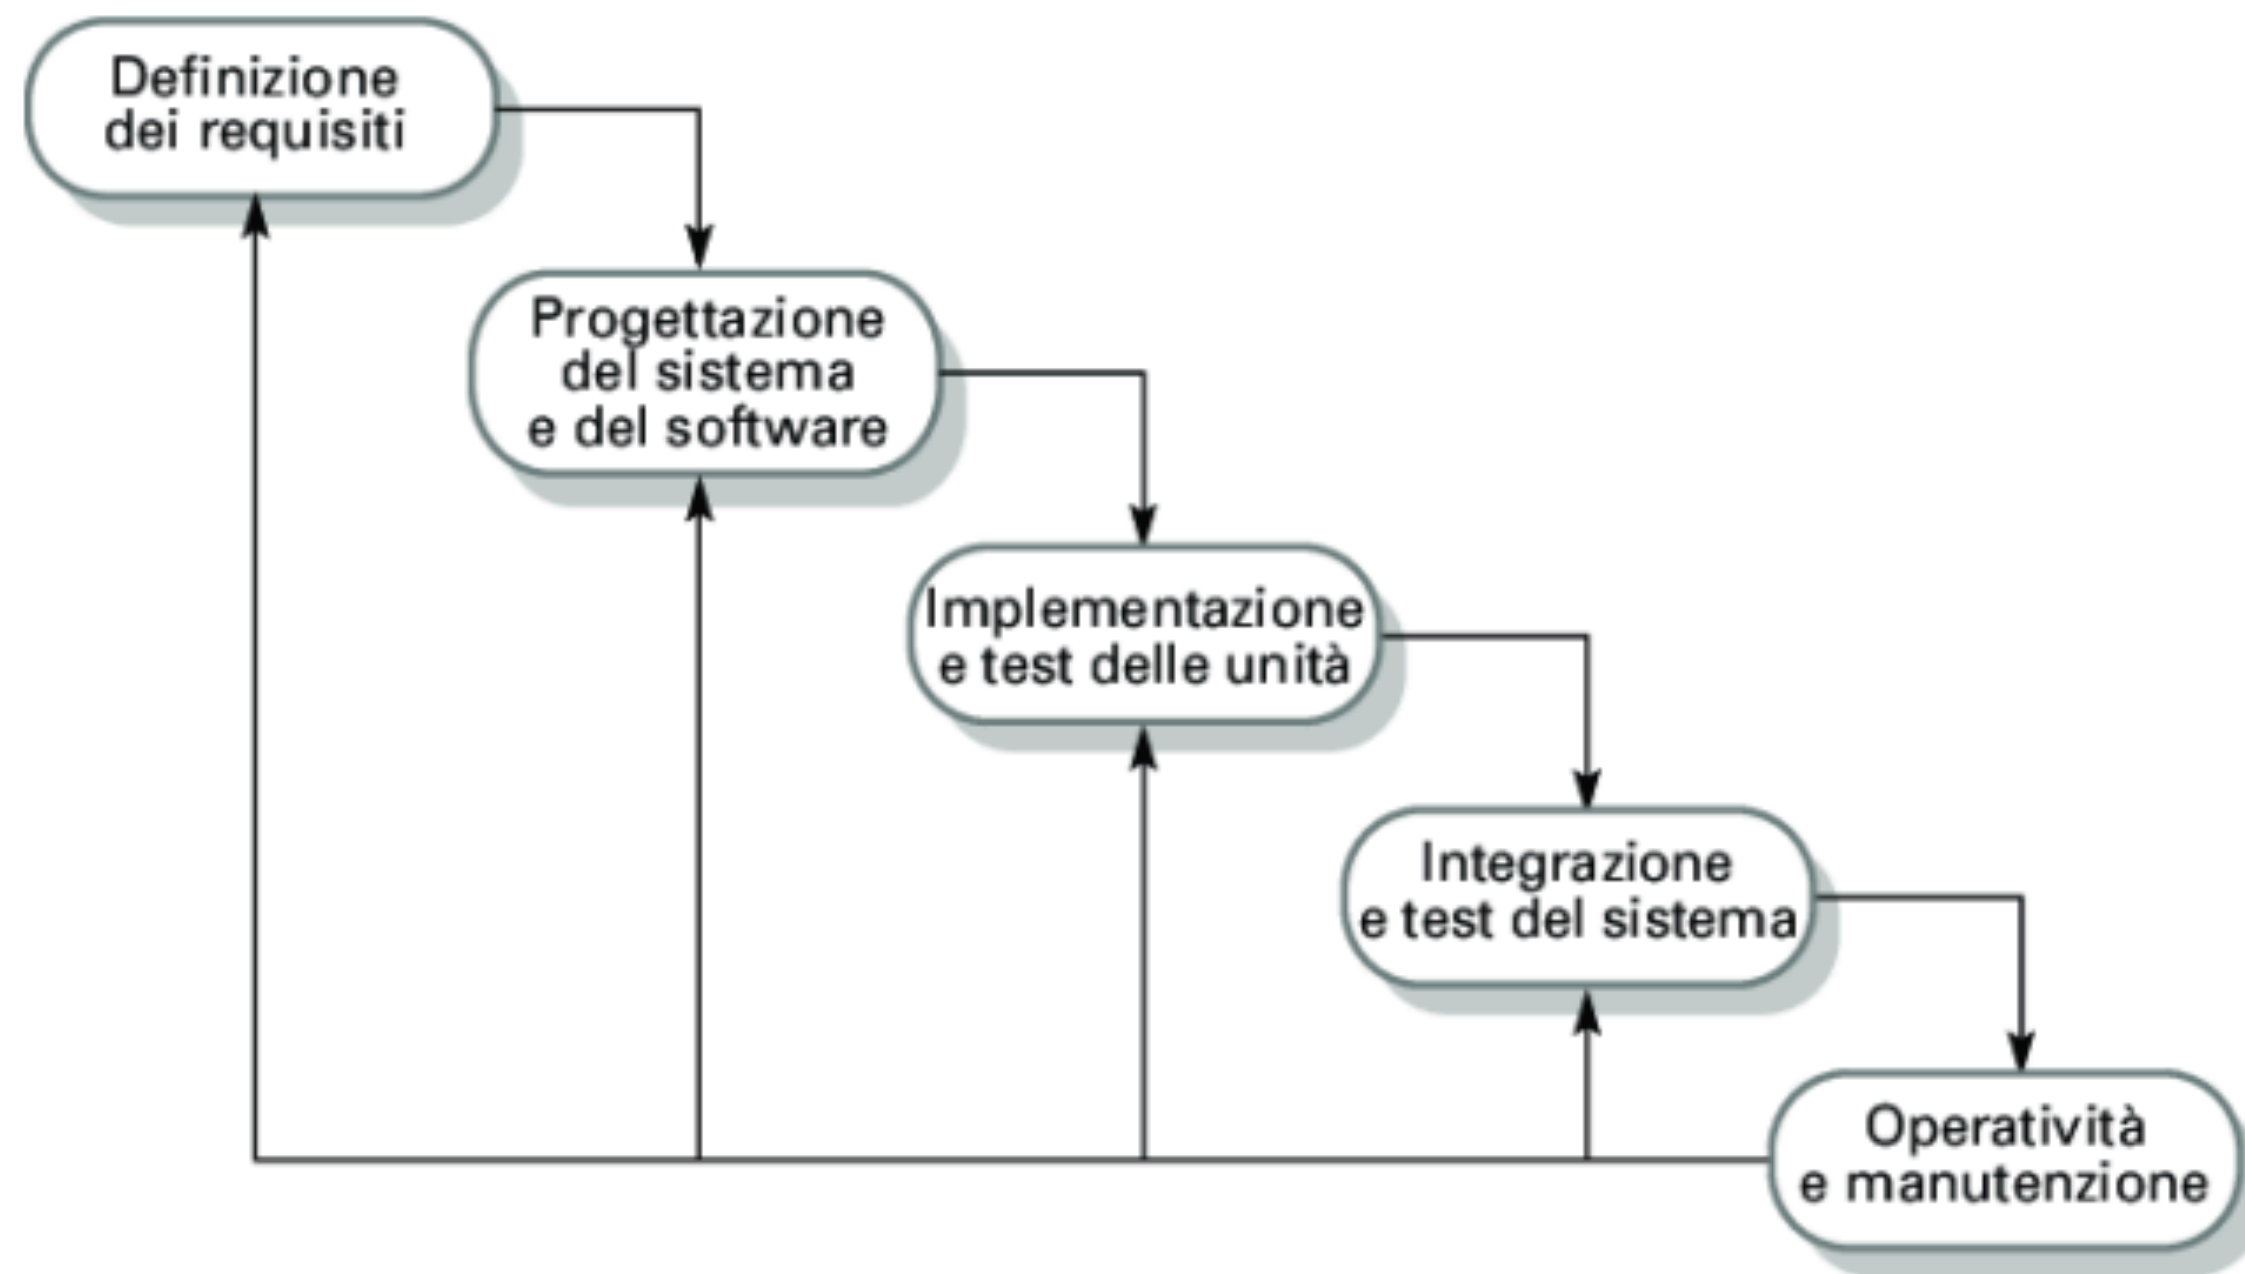 Definizione
dei requisiti
Progettazione
del sistema
e del software
Implementazione
e test delle unità
Integrazione
e test del sistema
Operatività
e manutenzione